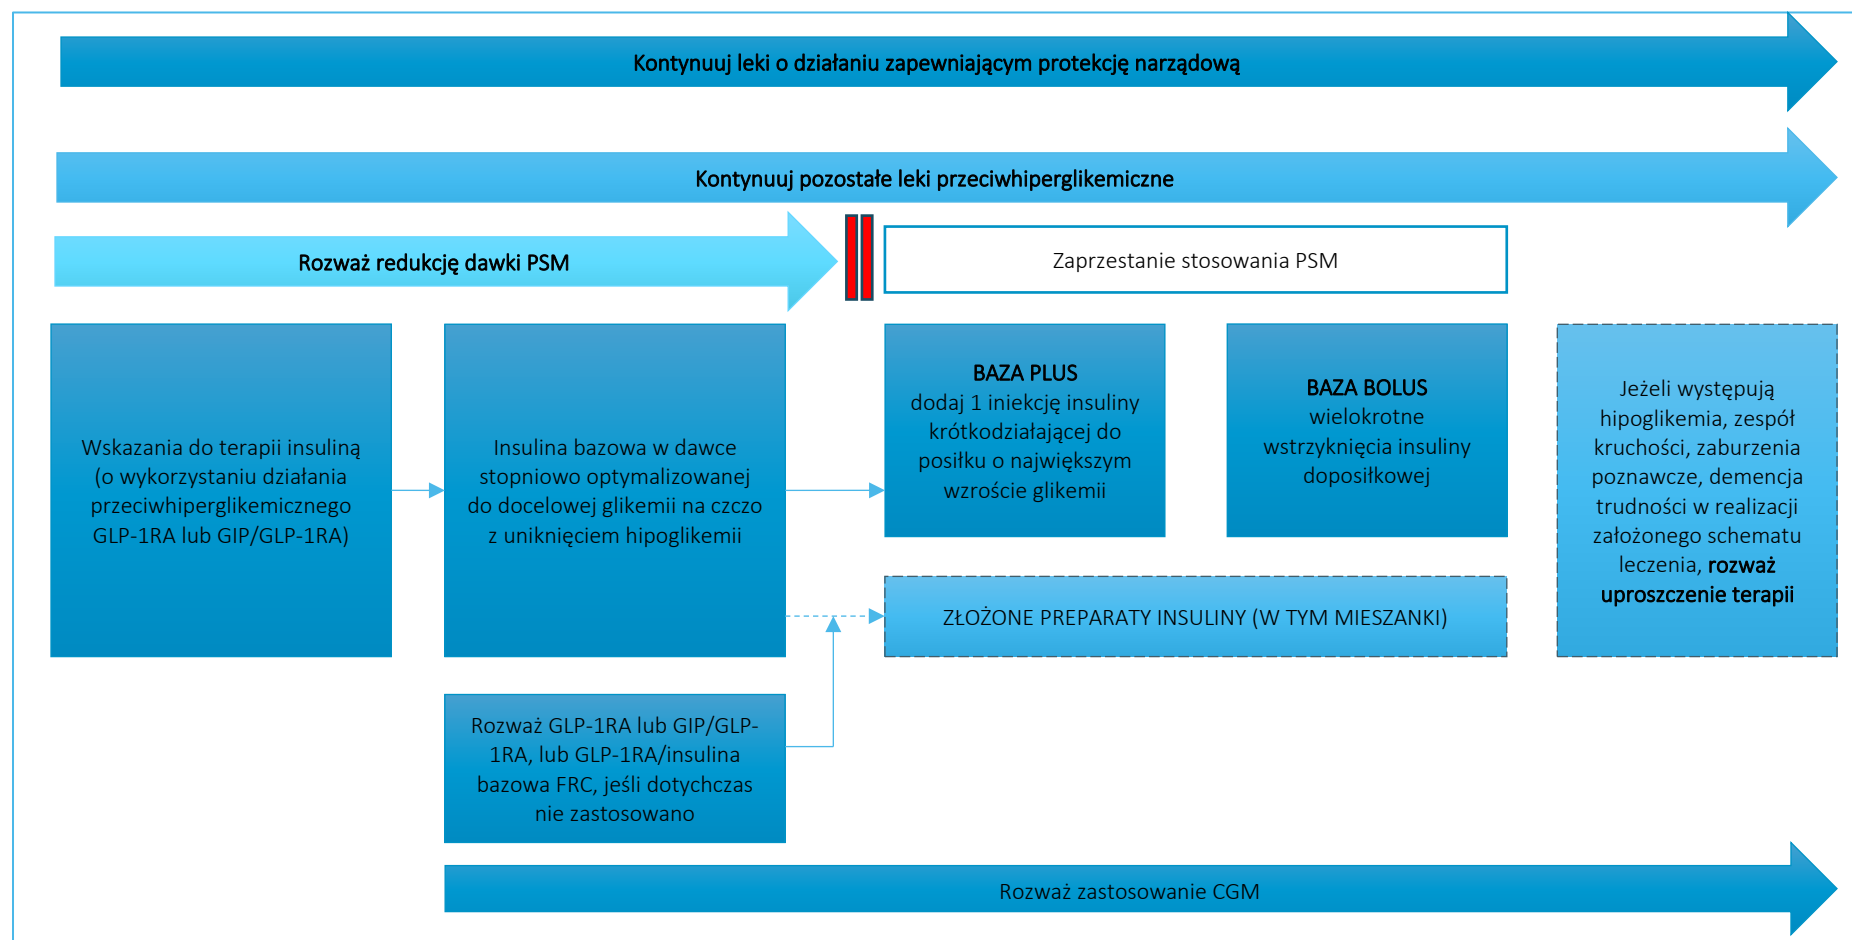 Kontynuuj leki o działaniu zapewniającym protekcję narządową
Kontynuuj pozostałe leki przeciwhiperglikemiczne
Rozważ redukcję dawki PSM
Zaprzestanie stosowania PSM
Wskazania do terapii insuliną
(o wykorzystaniu działania
przeciwhiperglikemicznego
GLP-1RA lub GIP/GLP-1RA)
Insulina bazowa w dawce
stopniowo optymalizowanej
do docelowej glikemii na czczo
z uniknięciem hipoglikemii
BAZA PLUS
dodaj 1 iniekcję insuliny
krótkodziałającej do
posiłku o największym
wzroście glikemii
BAZA BOLUS
wielokrotne
wstrzyknięcia insuliny
doposiłkowej
Jeżeli występują
hipoglikemia, zespół
kruchości, zaburzenia
poznawcze, demencja
trudności w realizacji
założonego schematu
leczenia, rozważ
uproszczenie terapii
ZŁOŻONE PREPARATY INSULINY (W TYM MIESZANKI)
Rozważ GLP-1RA lub GIP/GLP-
1RA, lub GLP-1RA/insulina
bazowa FRC, jeśli dotychczas
nie zastosowano
Rozważ zastosowanie CGM